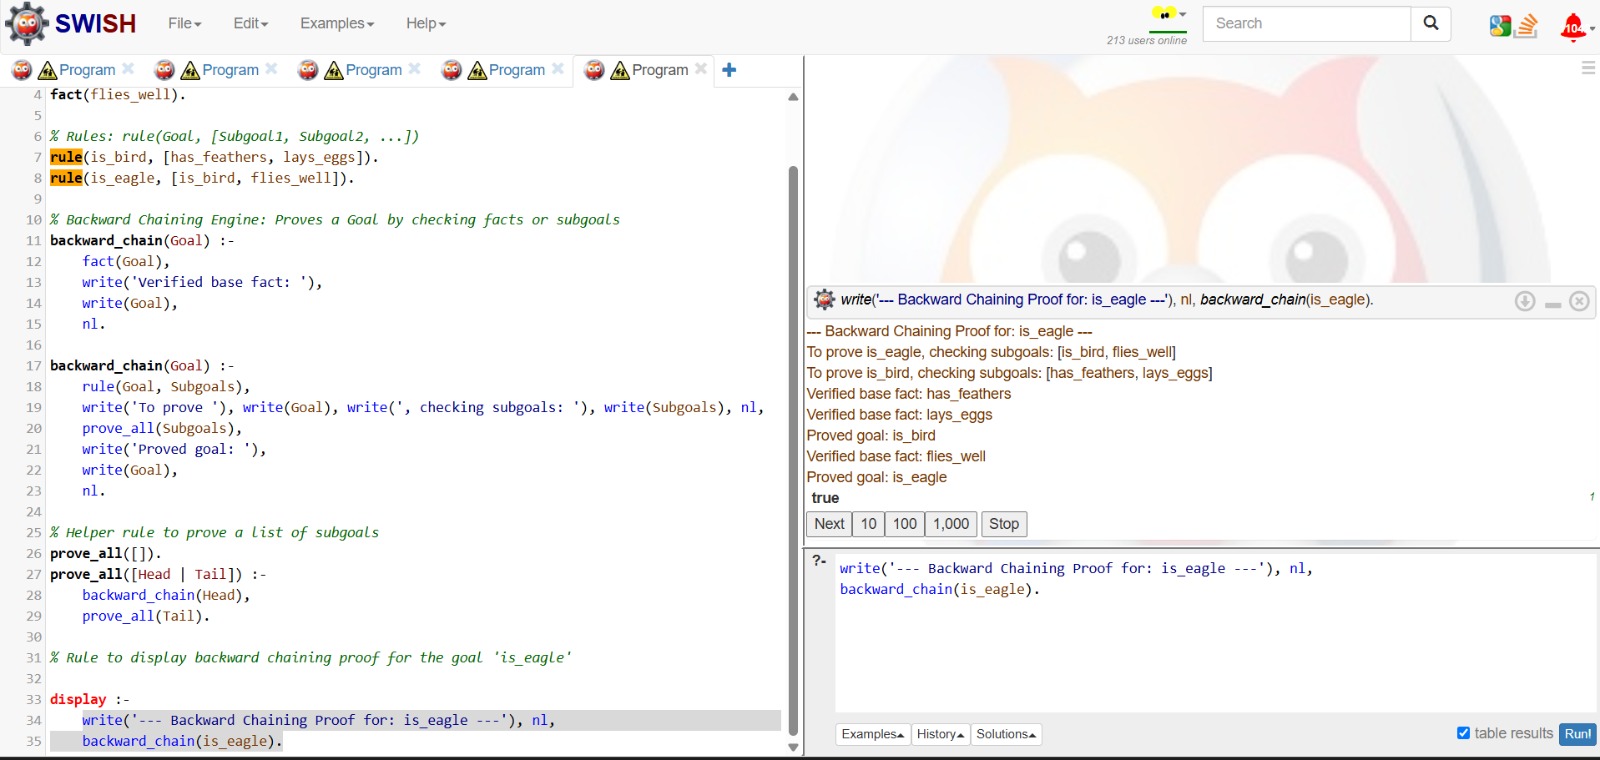 SWISH File Edit Examples Help 213 users online Search 104
Program Program Program Program Program
4 fact(flies_well).
5
6 % Rules: rule(Goal, [Subgoal1, Subgoal2, ...])
7 rule(is_bird, [has_feathers, lays_eggs]).
8 rule(is_eagle, [is_bird, flies_well]).
9
10 % Backward Chaining Engine: Proves a Goal by checking facts or subgoals
11 backward_chain(Goal) :-
12     fact(Goal),
13     write('Verified base fact: '),
14     write(Goal),
15     nl.
16
17 backward_chain(Goal) :-
18     rule(Goal, Subgoals),
19     write('To prove '), write(Goal), write(', checking subgoals: '), write(Subgoals), nl,
20     prove_all(Subgoals),
21     write('Proved goal: '),
22     write(Goal),
23     nl.
24
25 % Helper rule to prove a list of subgoals
26 prove_all([]).
27 prove_all([Head | Tail]) :-
28     backward_chain(Head),
29     prove_all(Tail).
30
31 % Rule to display backward chaining proof for the goal 'is_eagle'
32
33 display :-
34     write('--- Backward Chaining Proof for: is_eagle ---'), nl,
35     backward_chain(is_eagle).
write('--- Backward Chaining Proof for: is_eagle ---'), nl, backward_chain(is_eagle).
--- Backward Chaining Proof for: is_eagle ---
To prove is_eagle, checking subgoals: [is_bird, flies_well]
To prove is_bird, checking subgoals: [has_feathers, lays_eggs]
Verified base fact: has_feathers
Verified base fact: lays_eggs
Proved goal: is_bird
Verified base fact: flies_well
Proved goal: is_eagle
true 1
Next 10 100 1,000 Stop
?- write('--- Backward Chaining Proof for: is_eagle ---'), nl,
backward_chain(is_eagle).
Examples History Solutions table results Run!